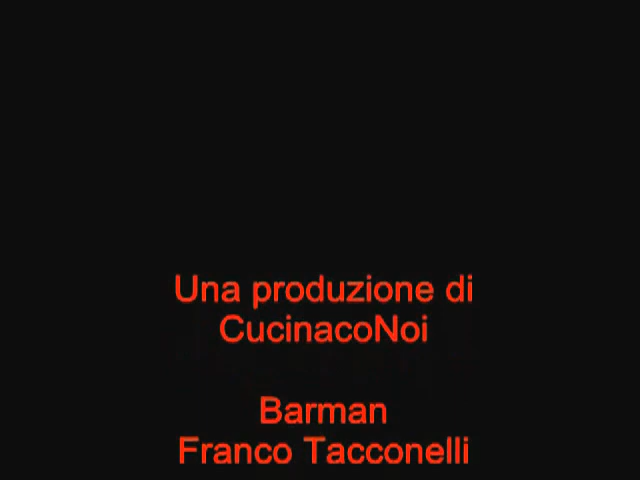 Una produzione di
CucinacoNoi
Barman
Franco Tacconelli